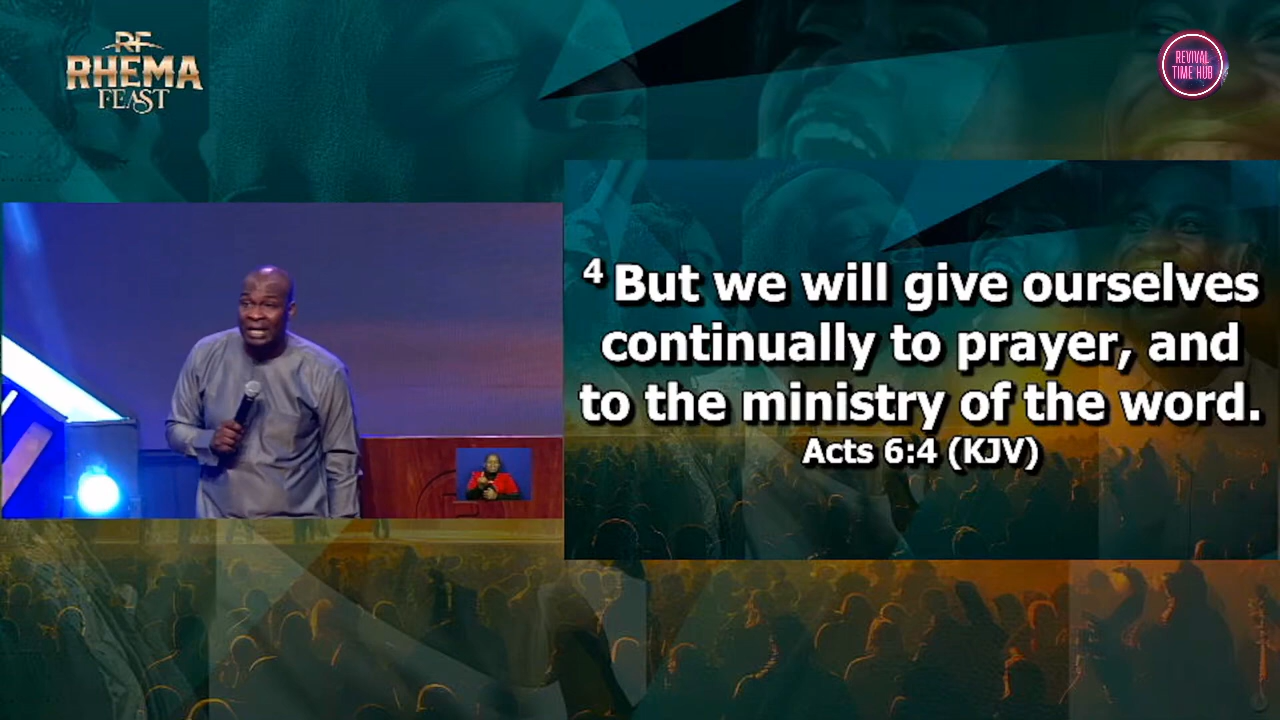 RF
RHEMA
FEAST
REVIVAL
TIME HUB
4 But we will give ourselves
continually to prayer, and
to the ministry of the word.
Acts 6:4 (KJV)